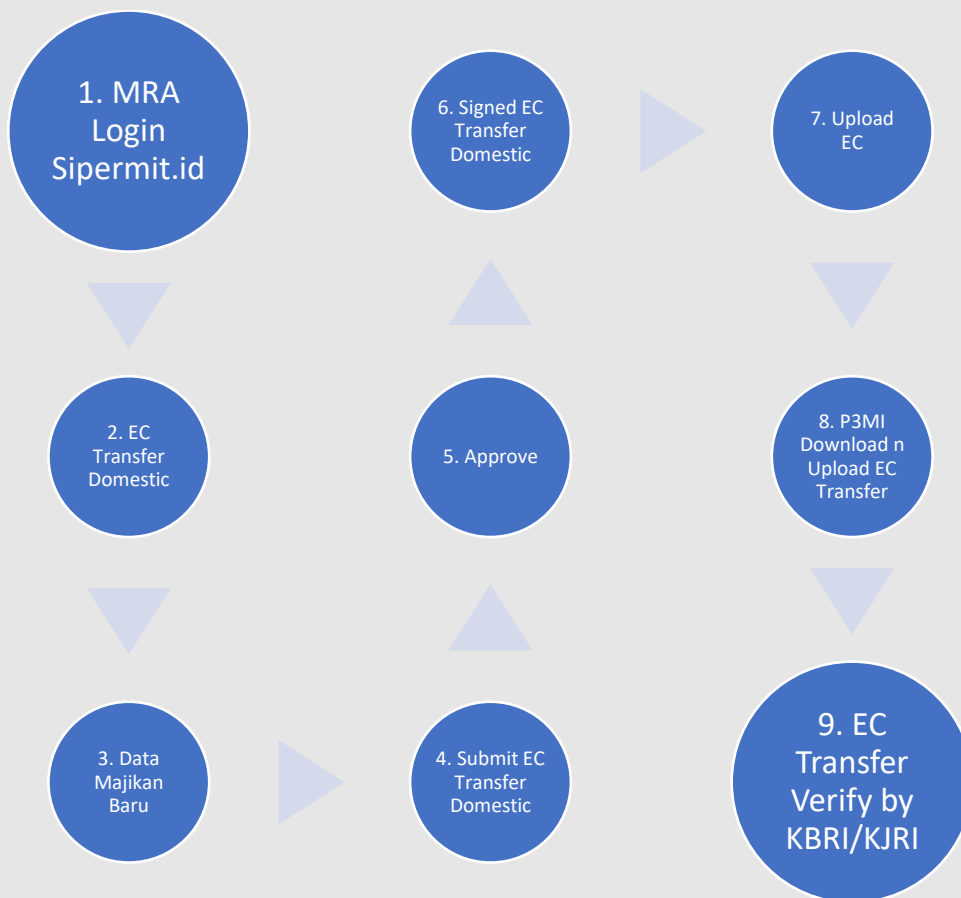 1. MRA
Login
Sipermit.id
2. EC
Transfer
Domestic
3. Data
Majikan
Baru
4. Submit EC
Transfer
Domestic
5. Approve
6. Signed EC
Transfer
Domestic
7. Upload
EC
8. P3MI
Download n
Upload EC
Transfer
9. EC
Transfer
Verify by
KBRI/KJRI